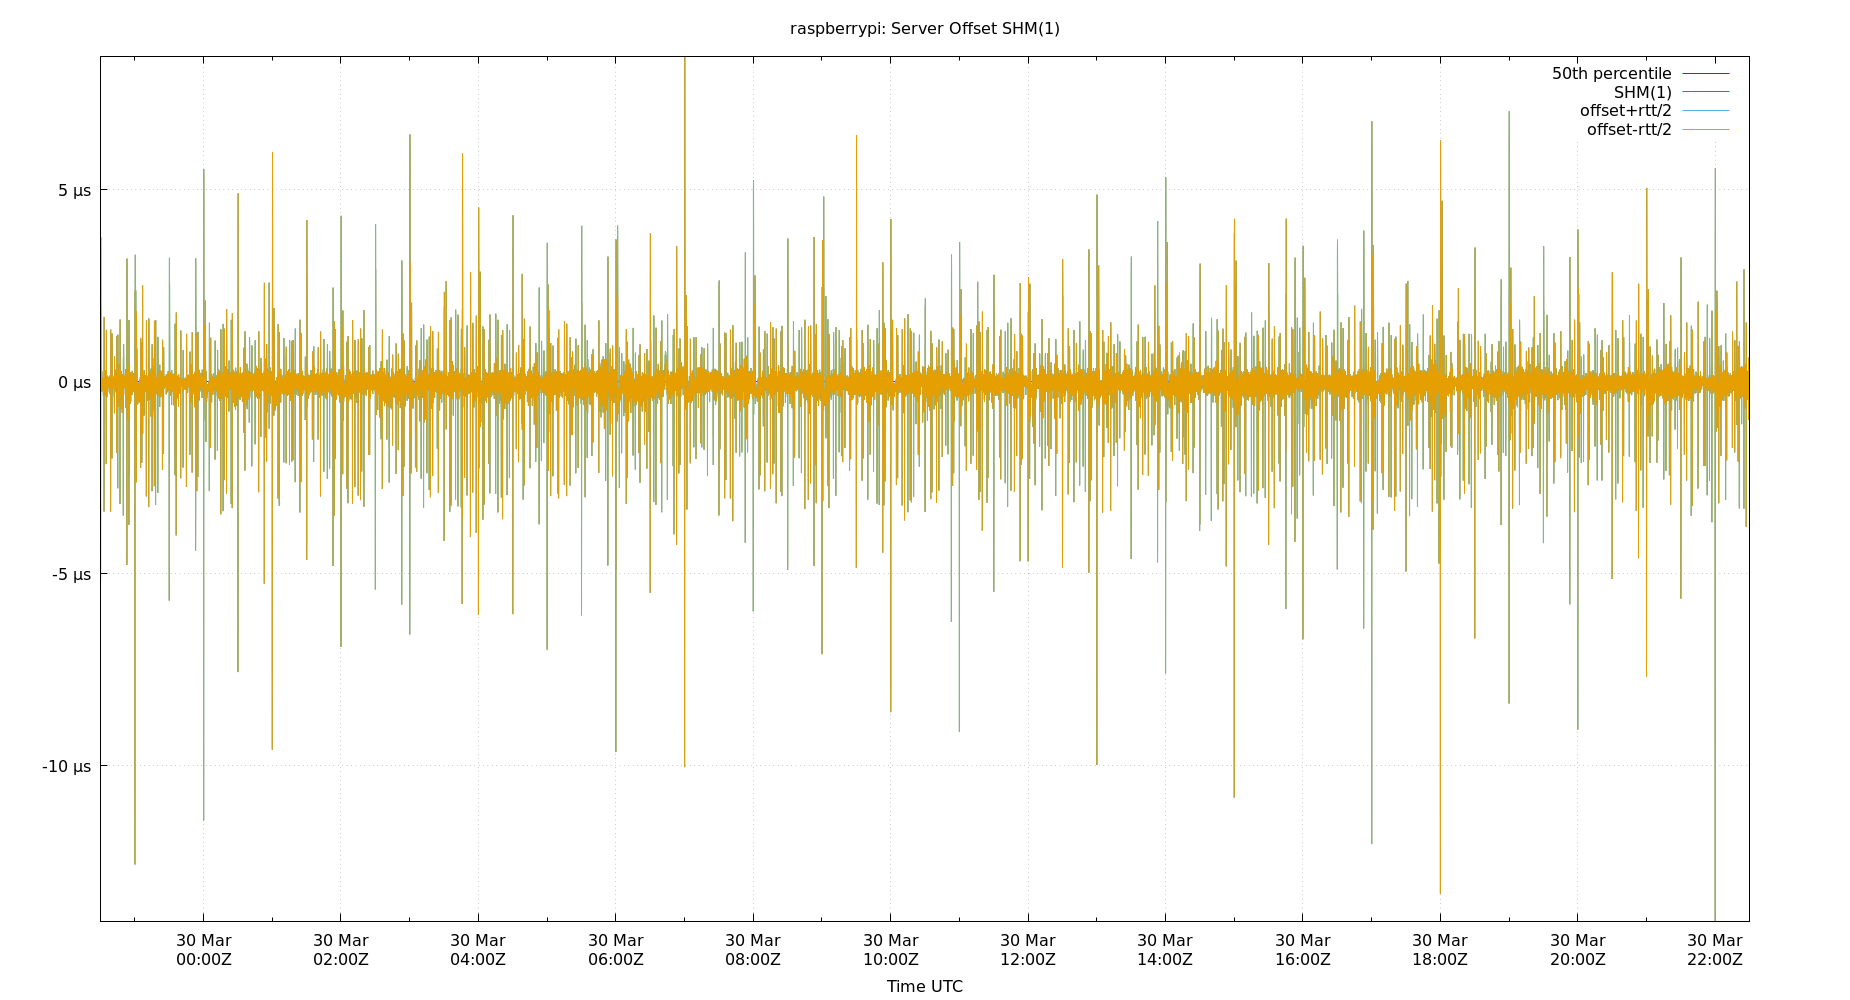 raspberrypi: Server Offset SHM(1)
50th percentile
SHM(1)
offset+rtt/2
offset-rtt/2
5 µs
0 µs
-5 µs
-10 µs
30 Mar 30 Mar 30 Mar 30 Mar 30 Mar 30 Mar 30 Mar 30 Mar 30 Mar 30 Mar 30 Mar 30 Mar
00:00Z 02:00Z 04:00Z 06:00Z 08:00Z 10:00Z 12:00Z 14:00Z 16:00Z 18:00Z 20:00Z 22:00Z
Time UTC